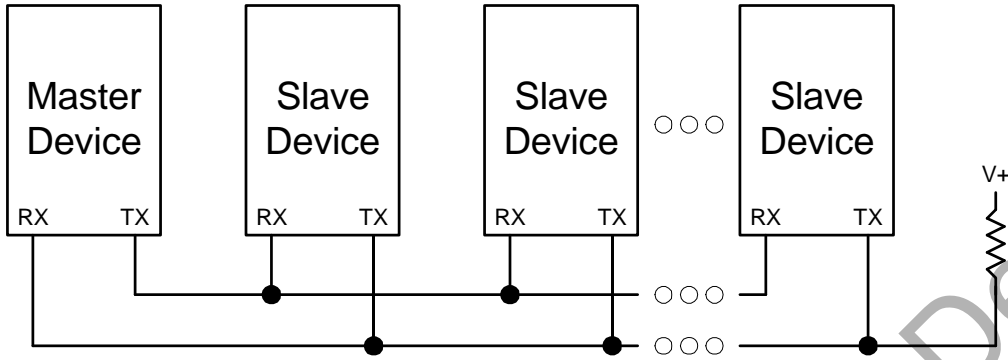 Master
Device
Slave
Device
Slave
Device
Slave
Device
V+
RX TX
RX TX
RX TX
RX TX